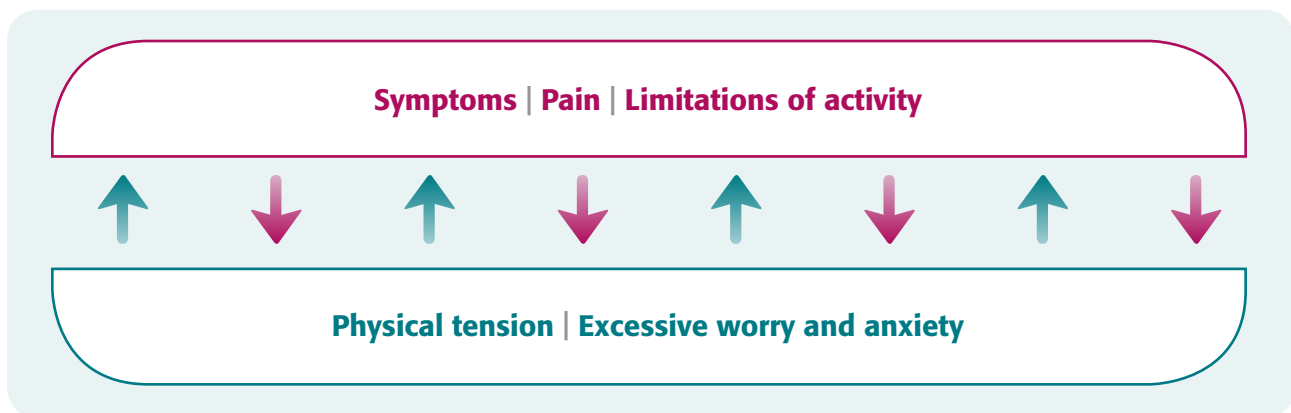 Symptoms | Pain | Limitations of activity
Physical tension | Excessive worry and anxiety